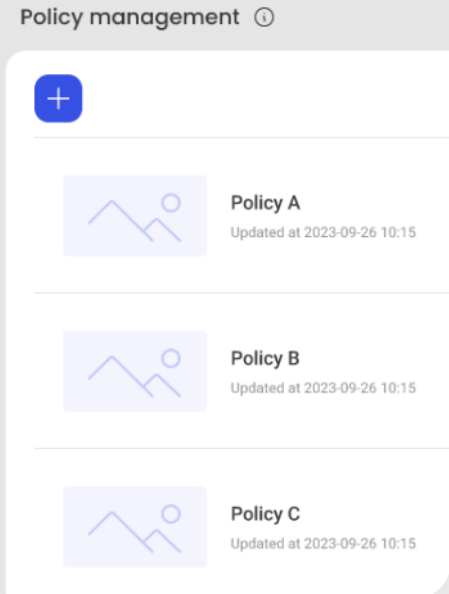 Policy management
Policy A
Updated at 2023-09-26 10:15
Policy B
Updated at 2023-09-26 10:15
Policy C
Updated at 2023-09-26 10:15